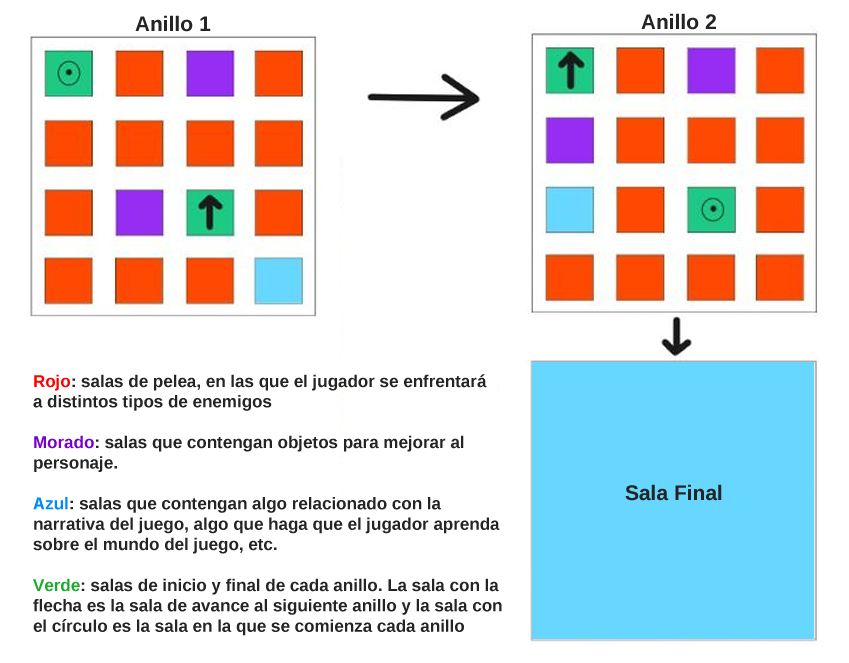 Anillo 1
Anillo 2
Rojo: salas de pelea, en las que el jugador se enfrentará
a distintos tipos de enemigos
Morado: salas que contengan objetos para mejorar al
personaje.
Azul: salas que contengan algo relacionado con la
narrativa del juego, algo que haga que el jugador aprenda
sobre el mundo del juego, etc.
Verde: salas de inicio y final de cada anillo. La sala con la
flecha es la sala de avance al siguiente anillo y la sala con
el círculo es la sala en la que se comienza cada anillo
Sala Final